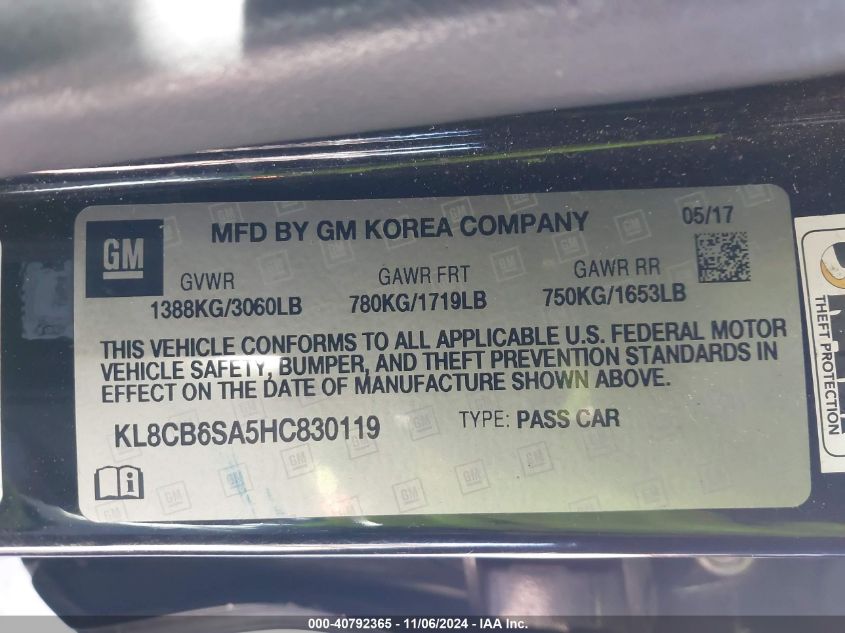 GM
MFD BY GM KOREA COMPANY
05/17
GVWR
GAWR FRT
GAWR RR
1388KG/3060LB
780KG/1719LB
750KG/1653LB
THIS VEHICLE CONFORMS TO ALL APPLICABLE U.S. FEDERAL MOTOR
VEHICLE SAFETY, BUMPER, AND THEFT PREVENTION STANDARDS IN
EFFECT ON THE DATE OF MANUFACTURE SHOWN ABOVE.
KL8CB6SA5HC830119
TYPE: PASS CAR
THEFT PROTECTION
000-40792365 - 11/06/2024 - IAA Inc.